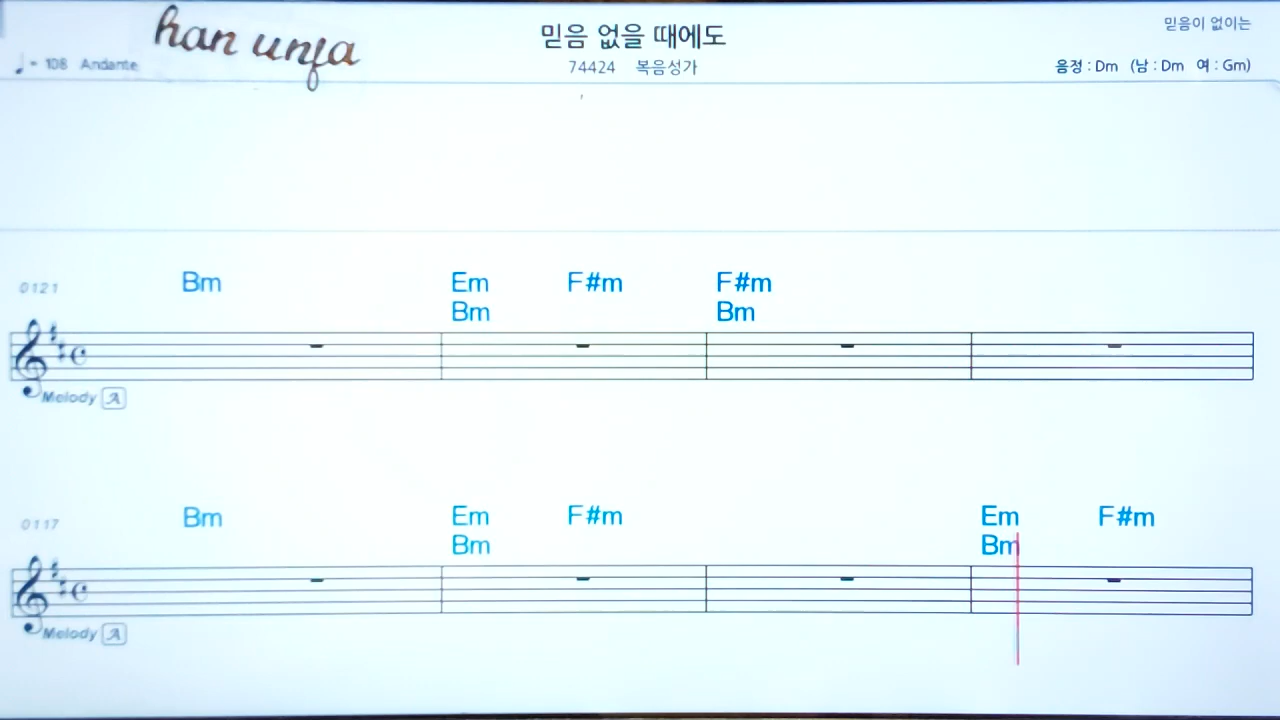 han unfa
믿음 없을 때에도
믿음이 없이는
♩ = 108 Andante
74424 복음성가
음정 : Dm (남 : Dm 여 : Gm)
0121
Bm Em F#m F#m
Bm Bm
Melody A
0117
Bm Em F#m Em F#m
Bm Bm
Melody A